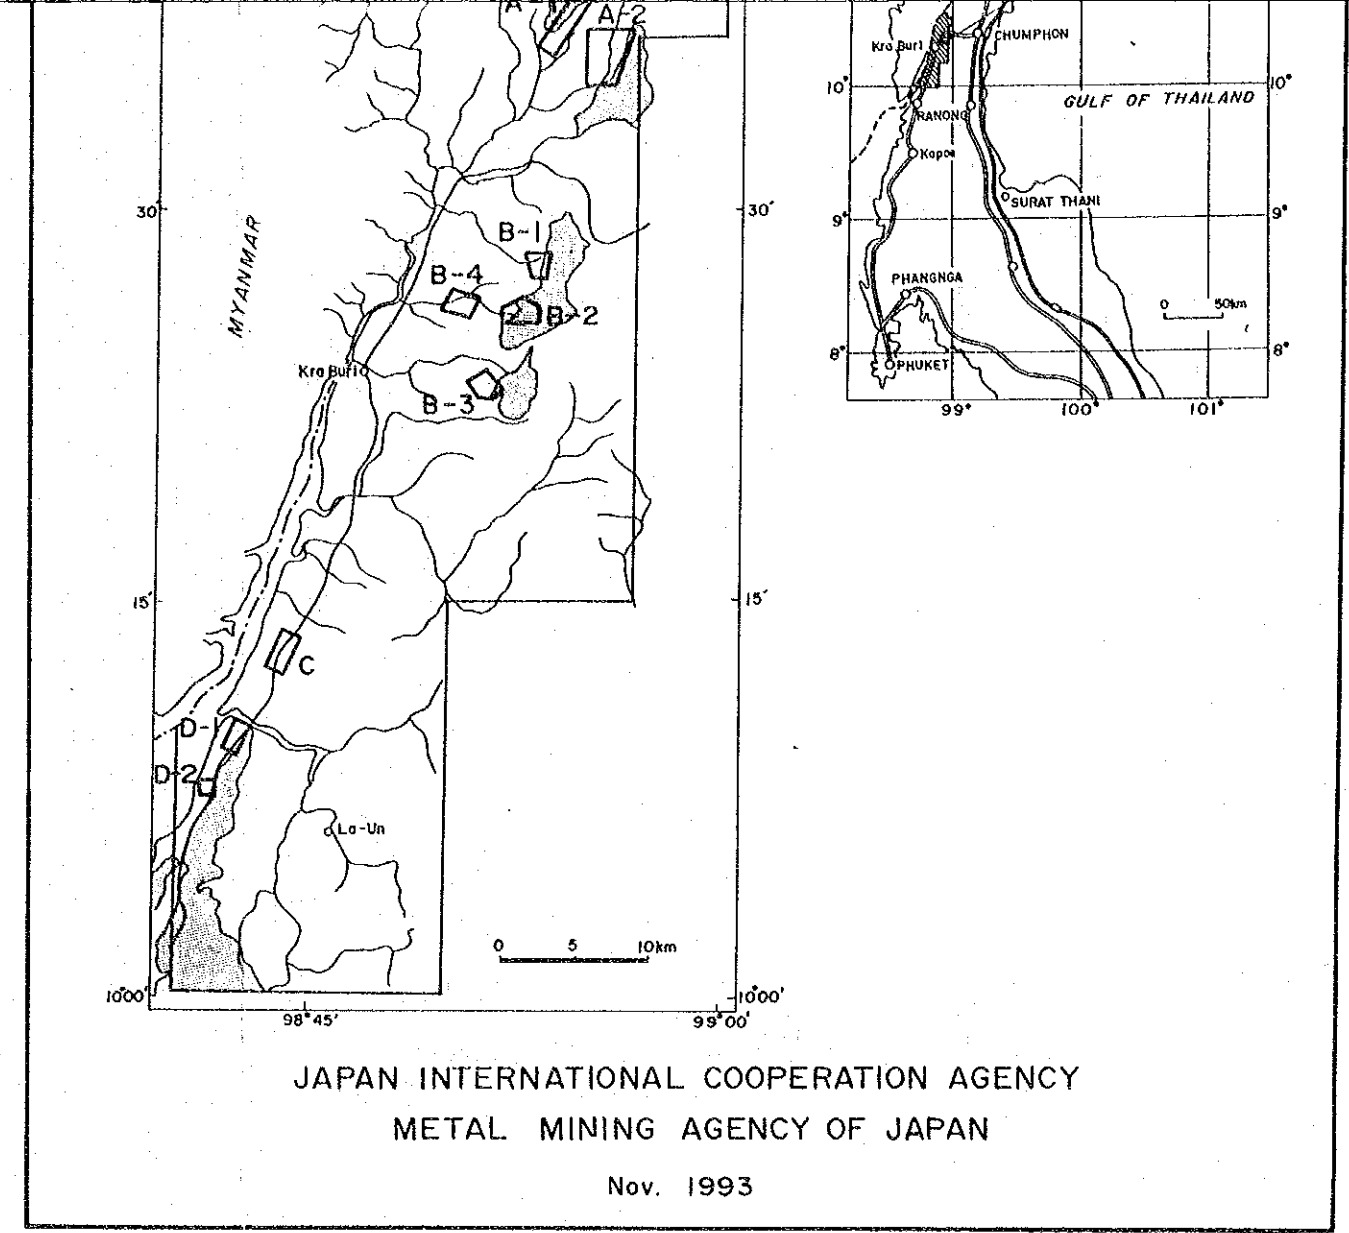 A-2
30'
30'
MYANMAR
B-1
B-4
B-2
Kra Buri
B-3
15'
15'
C
D-1
D-2
La-Un
0 5 10km
10°00'
10°00'
98°45'
99°00'
Kra Buri
CHUMPHON
10°
10°
GULF OF THAILAND
RANONG
Kapoe
SURAT THANI
9°
9°
PHANGNGA
0 50km
8°
8°
PHUKET
99° 100° 101°
JAPAN INTERNATIONAL COOPERATION AGENCY
METAL MINING AGENCY OF JAPAN
Nov. 1993